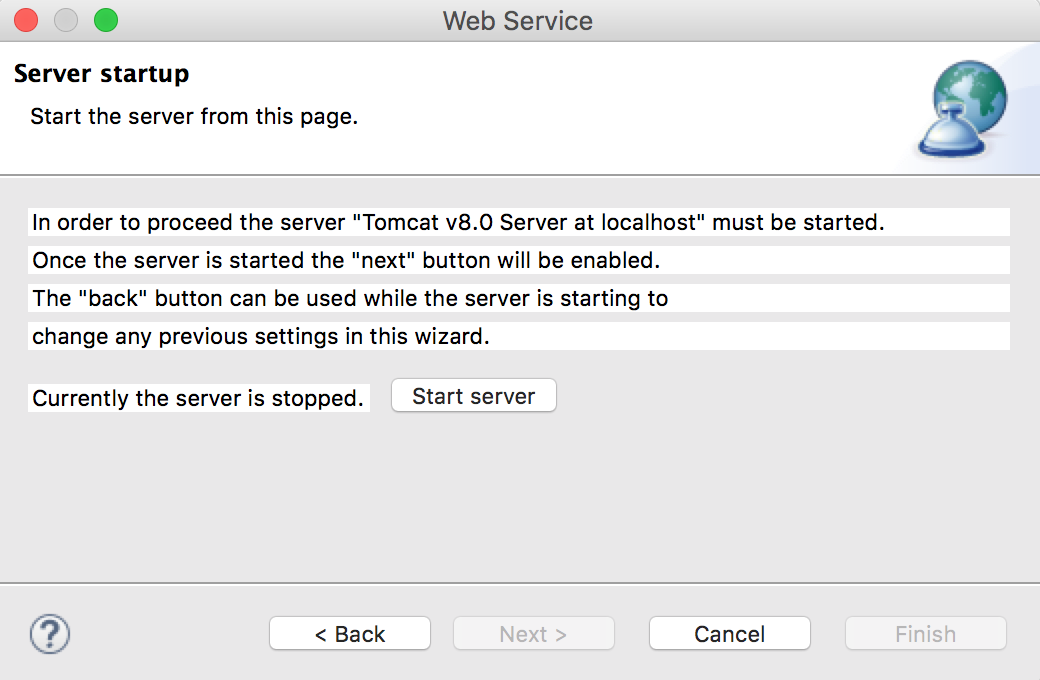 Web Service
Server startup
Start the server from this page.
In order to proceed the server "Tomcat v8.0 Server at localhost" must be started.
Once the server is started the "next" button will be enabled.
The "back" button can be used while the server is starting to
change any previous settings in this wizard.
Currently the server is stopped. Start server
? < Back Next > Cancel Finish